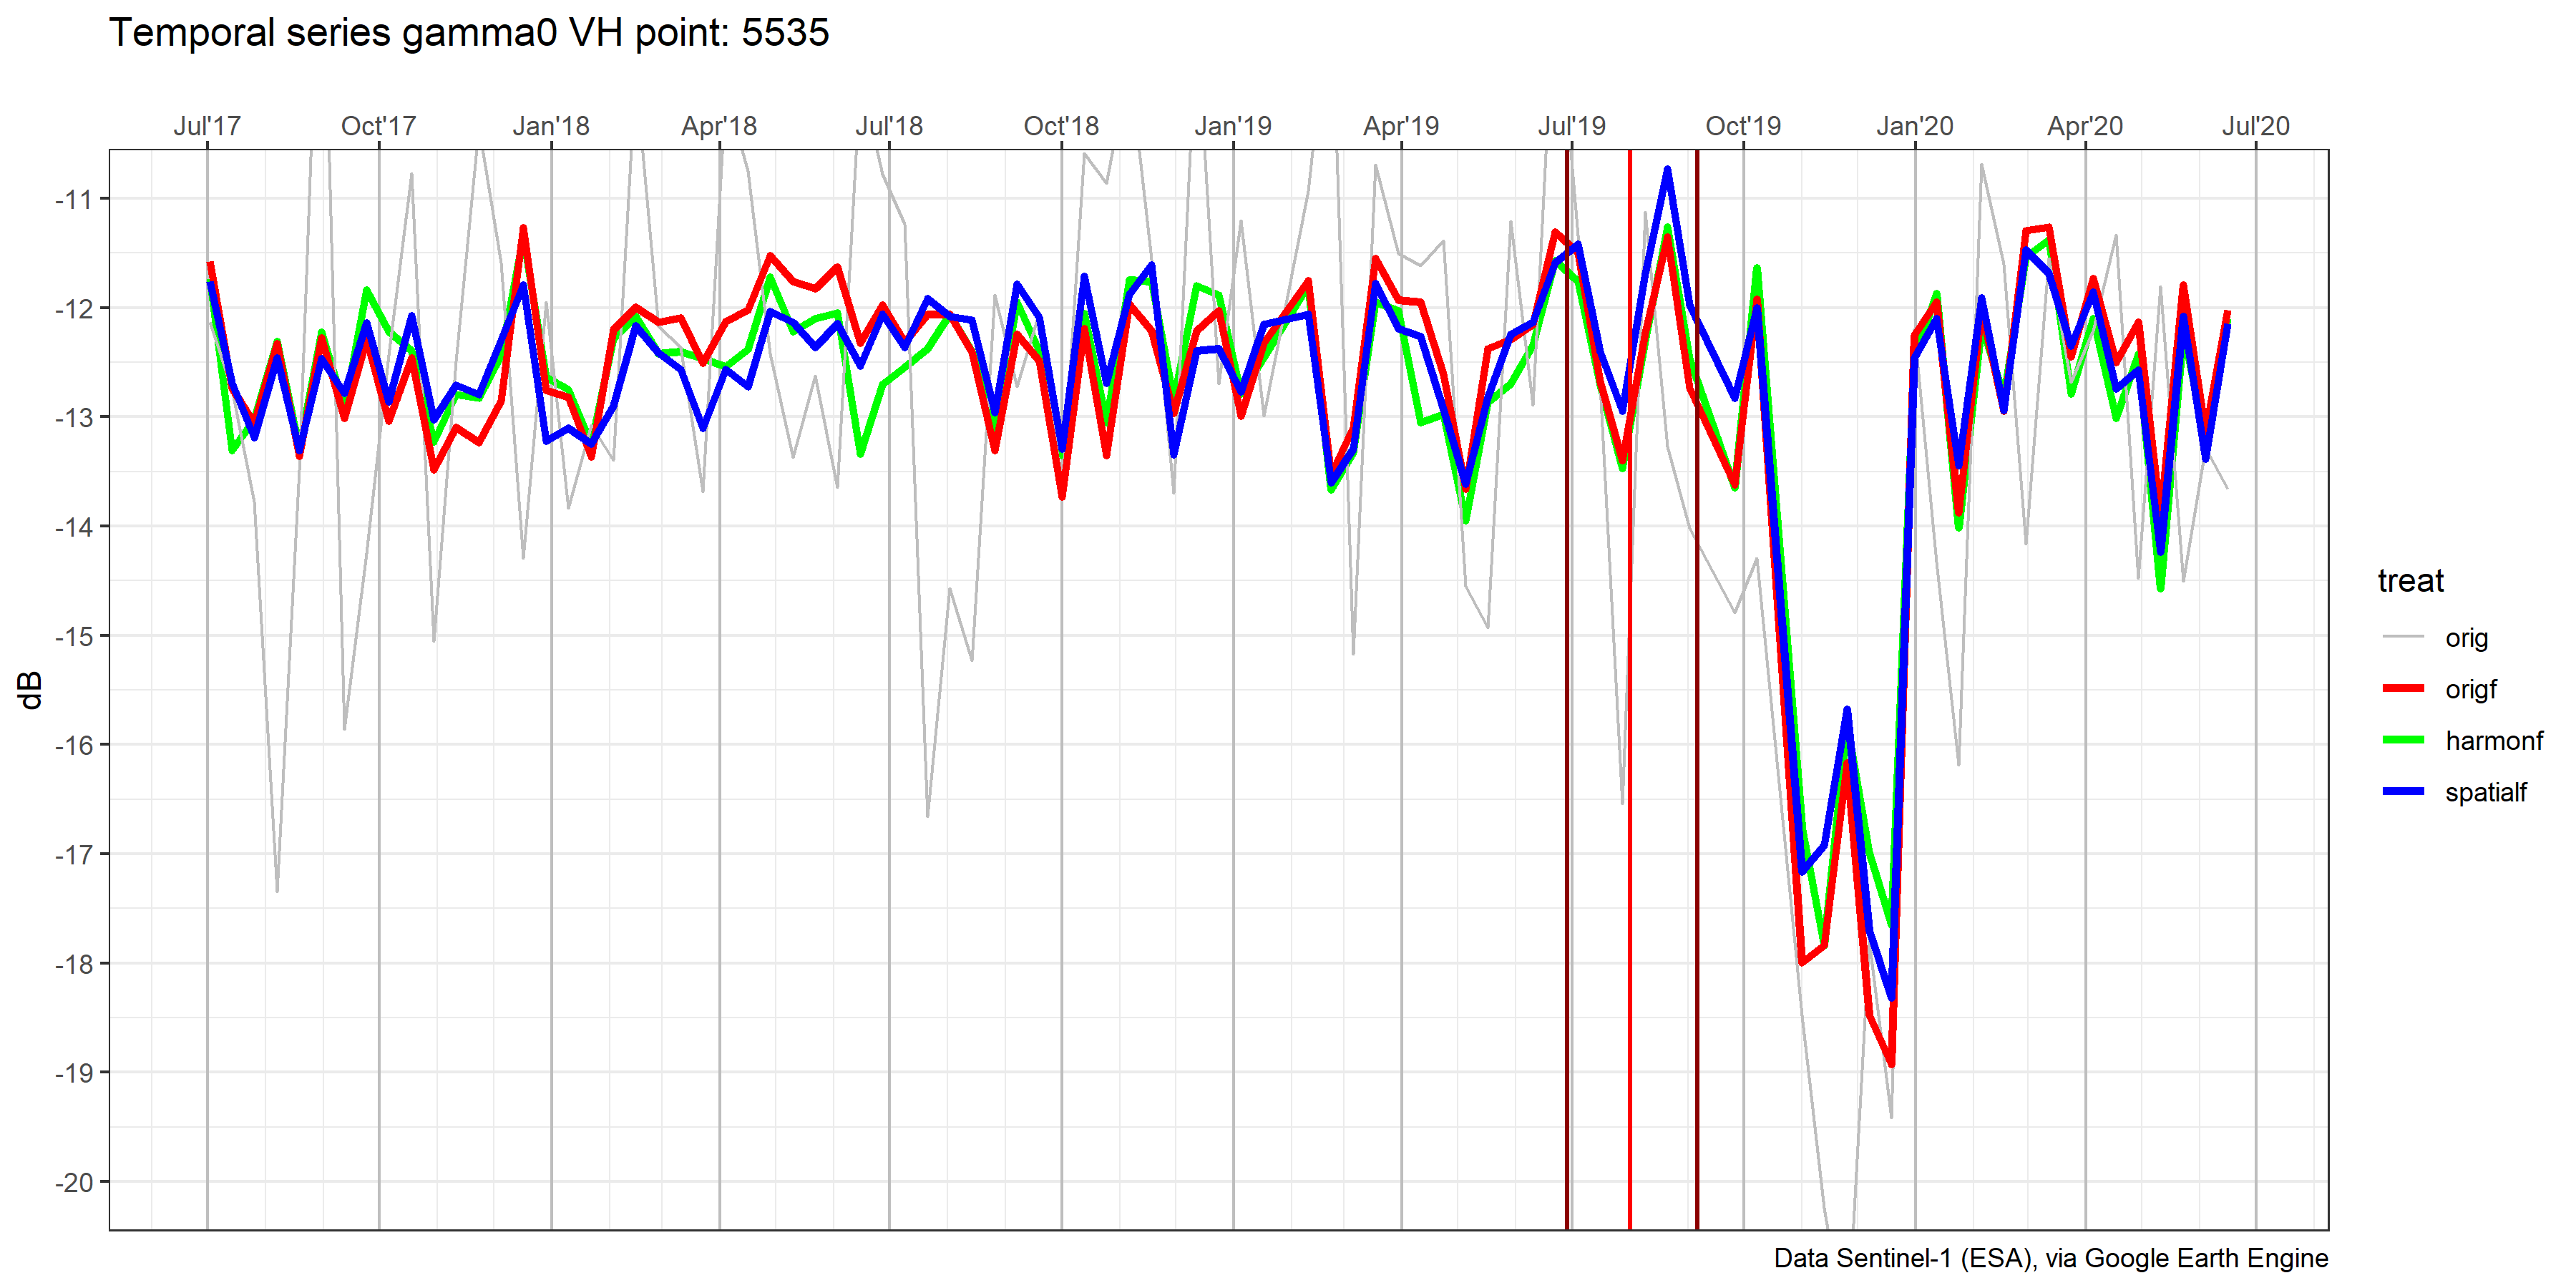 Temporal series gamma0 VH point: 5535
Jul'17 Oct'17 Jan'18 Apr'18 Jul'18 Oct'18 Jan'19 Apr'19 Jul'19 Oct'19 Jan'20 Apr'20 Jul'20
-11
-12
-13
-14
-15
-16
-17
-18
-19
-20
dB
treat
orig
origf
harmonf
spatialf
Data Sentinel-1 (ESA), via Google Earth Engine